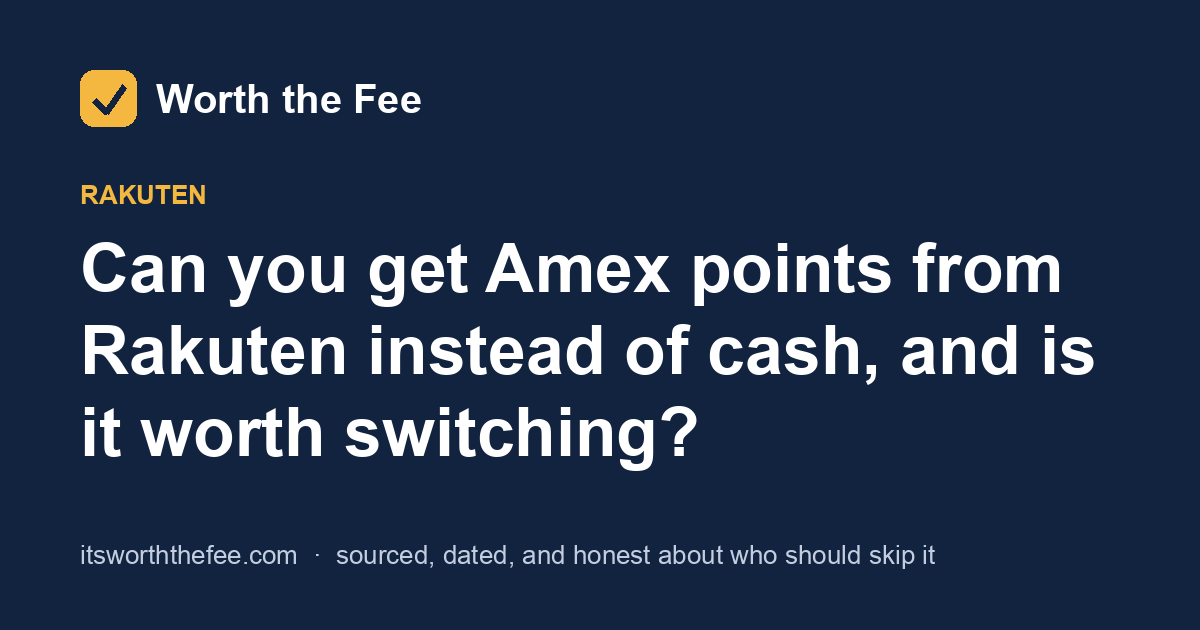 Worth the Fee
RAKUTEN
Can you get Amex points from
Rakuten instead of cash, and is
it worth switching?
itsworththefee.com · sourced, dated, and honest about who should skip it